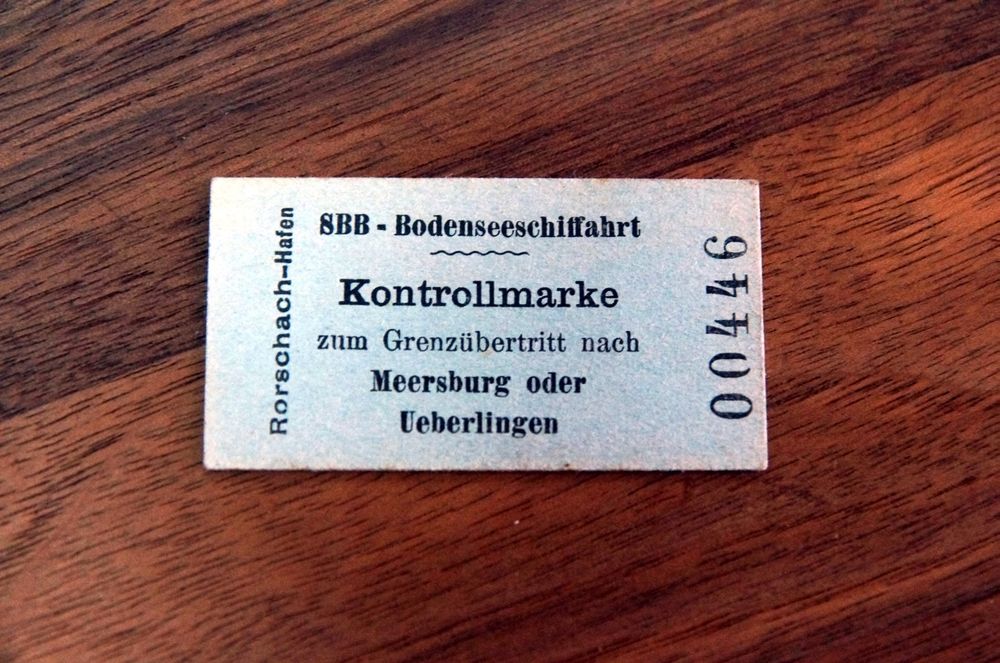 Rorschach-Hafen
SBB - Bodenseeschiffahrt
Kontrollmarke
zum Grenzübertritt nach
Meersburg oder
Ueberlingen
00446